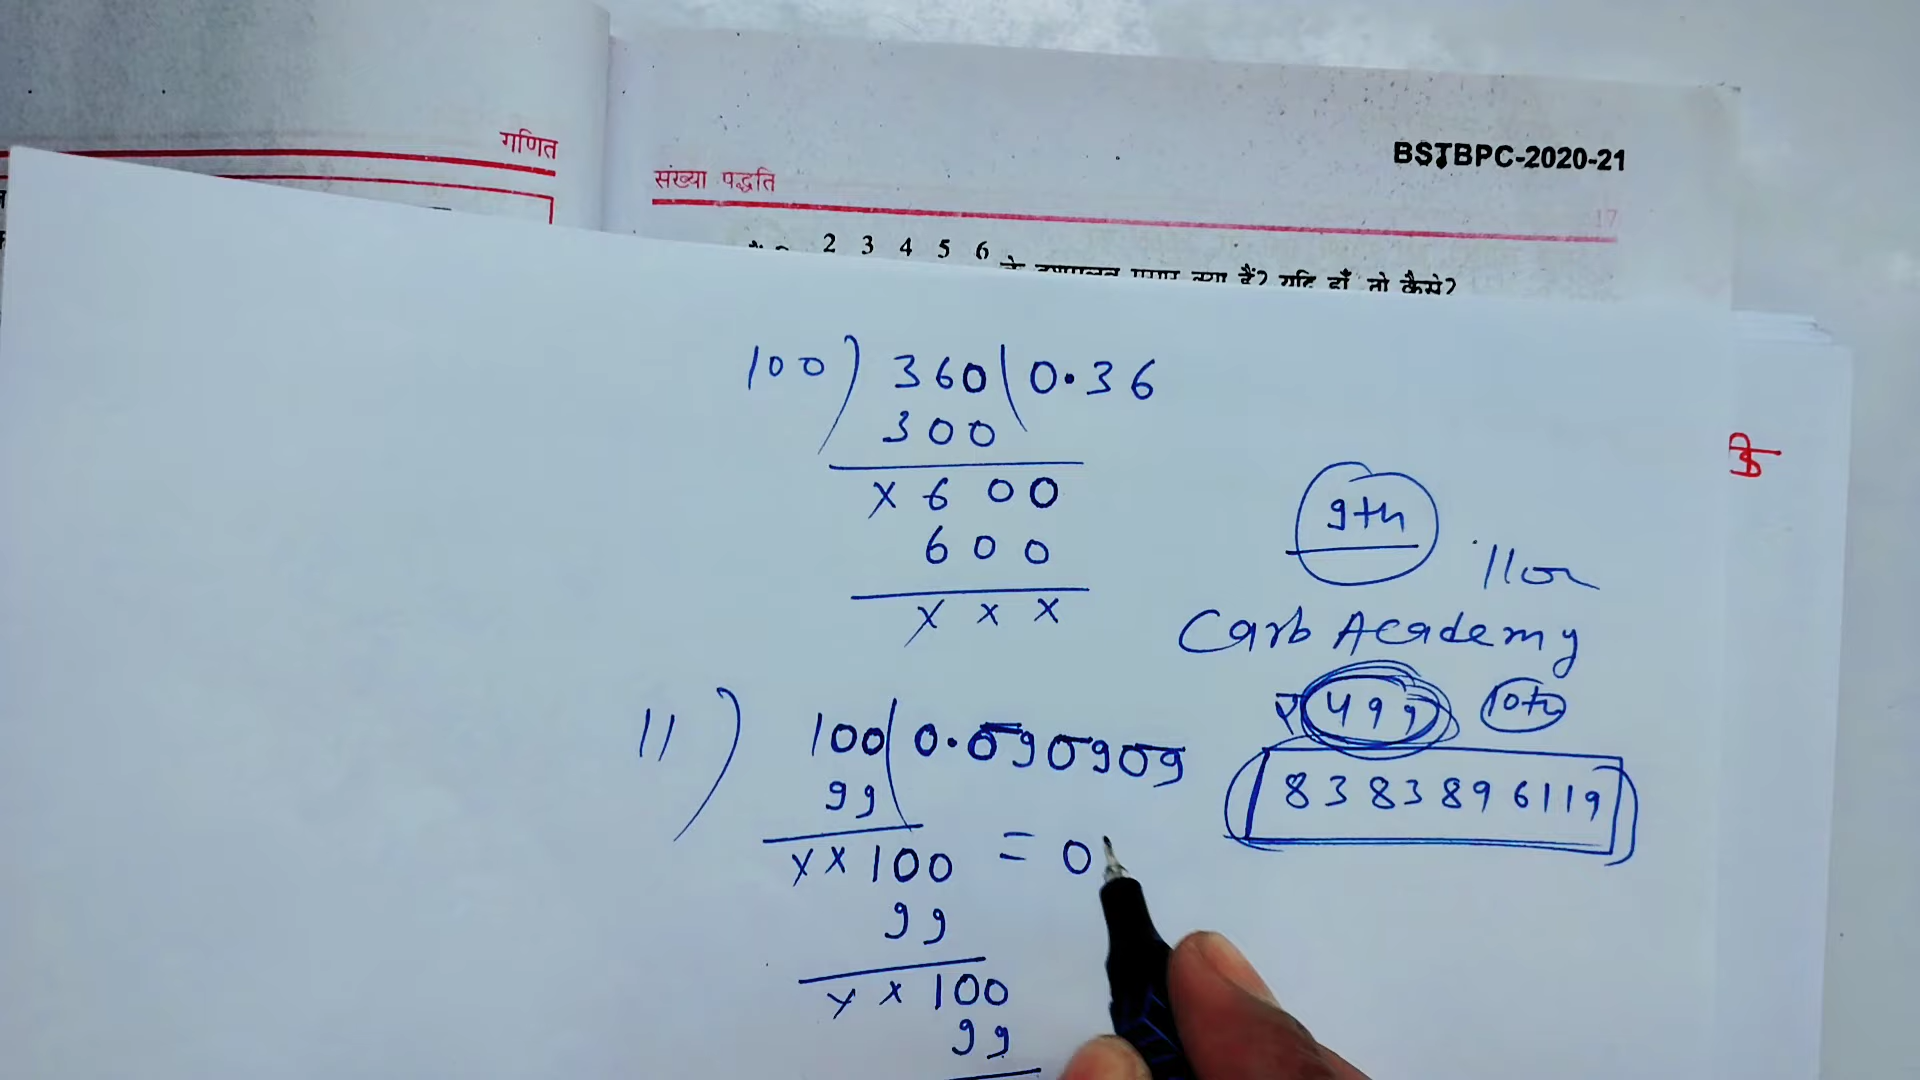 गणित
BSTBPC-2020-21
संख्या पद्धति
17
2 3 4 5 6
क्या हैं? यदि हाँ तो कैसे?
100) 360(0.36
300
x 6 0 0
6 0 0
x x x
9th
Carb Academy
₹ 499 10th
8383896119
11) 100(0.090909
99
x x 100 = 0
99
x x 100
99